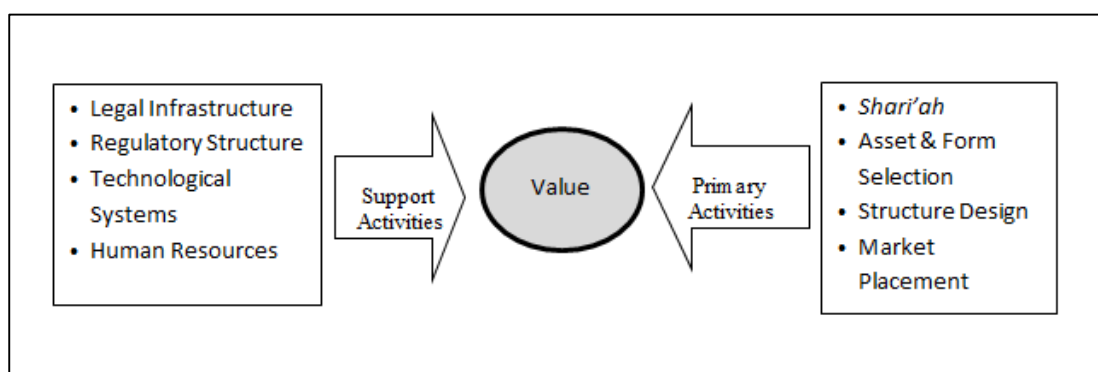 • Legal Infrastructure
• Regulatory Structure
• Technological
Systems
• Human Resources
Support
Activities
Value
Primary
Activities
• Shari’ah
• Asset & Form
Selection
• Structure Design
• Market
Placement